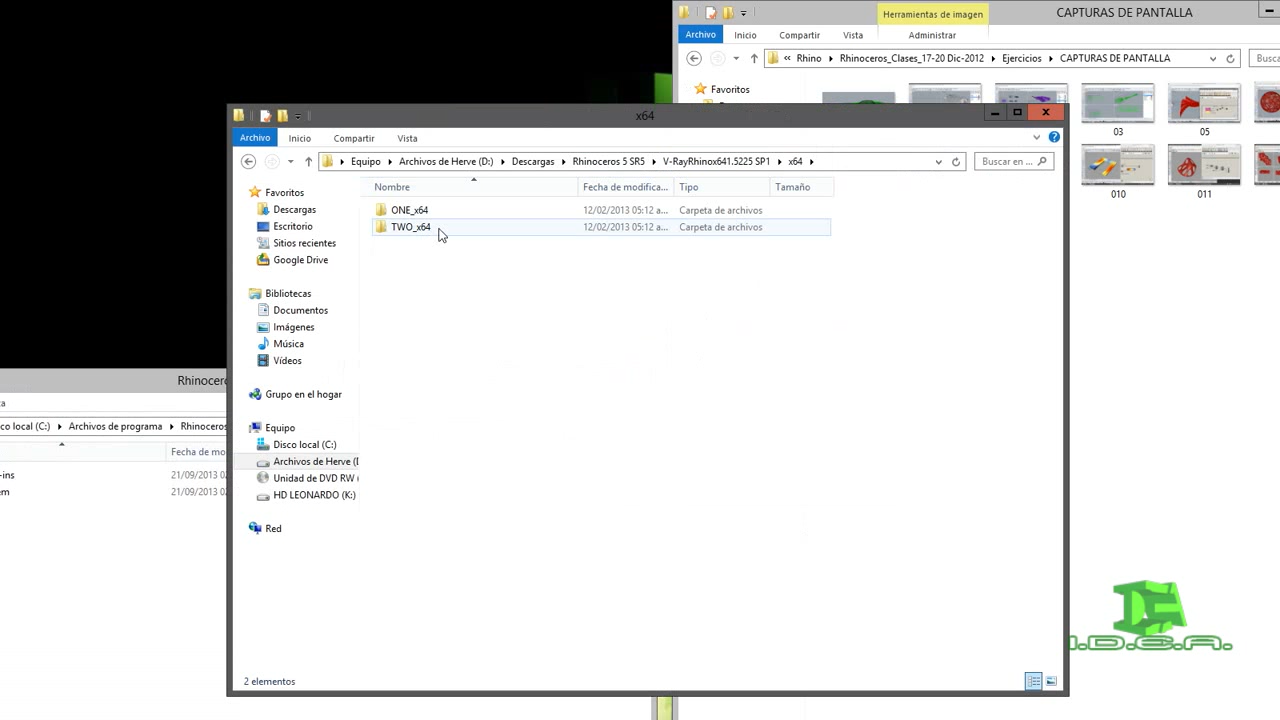 Herramientas de imagen
CAPTURAS DE PANTALLA
Archivo
Inicio
Compartir
Vista
Administrar
Rhino
Rhinoceros_Clases_17-20 Dic-2012
Ejercicios
CAPTURAS DE PANTALLA
Favoritos
03
05
010
011
x64
Archivo
Inicio
Compartir
Vista
Equipo
Archivos de Herve (D:)
Descargas
Rhinoceros 5 SR5
V-RayRhinox641.5225 SP1
x64
Buscar en ...
Nombre
Fecha de modifica...
Tipo
Tamaño
ONE_x64 12/02/2013 05:12 a... Carpeta de archivos
TWO_x64 12/02/2013 05:12 a... Carpeta de archivos
Favoritos
Descargas
Escritorio
Sitios recientes
Google Drive
Bibliotecas
Documentos
Imágenes
Música
Vídeos
Grupo en el hogar
Equipo
Disco local (C:)
Archivos de Herve (
Unidad de DVD RW
HD LEONARDO (K:)
Red
2 elementos
co local (C:)
Archivos de programa
Fecha de mo
-ins 21/09/2013
em 21/09/2013
I.D.E.A.